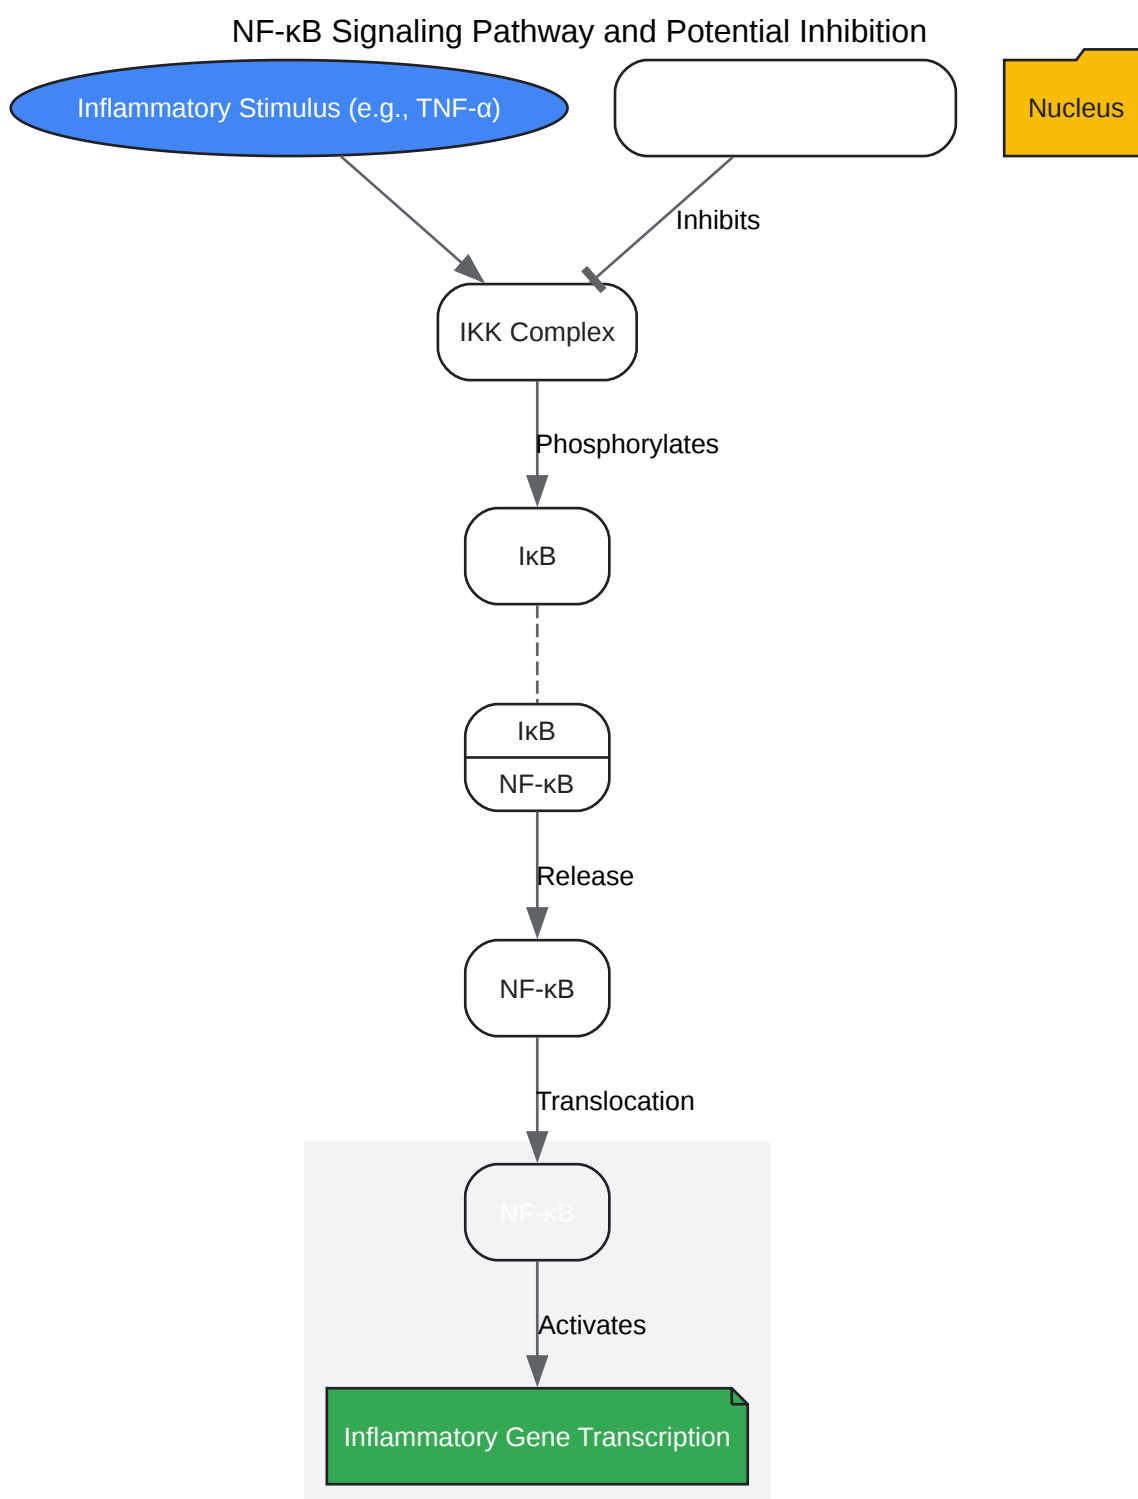 NF-κB Signaling Pathway and Potential Inhibition
Inflammatory Stimulus (e.g., TNF-α)
Nucleus
Inhibits
IKK Complex
Phosphorylates
IκB
IκB
NF-κB
Release
NF-κB
Translocation
NF-κB
Activates
Inflammatory Gene Transcription